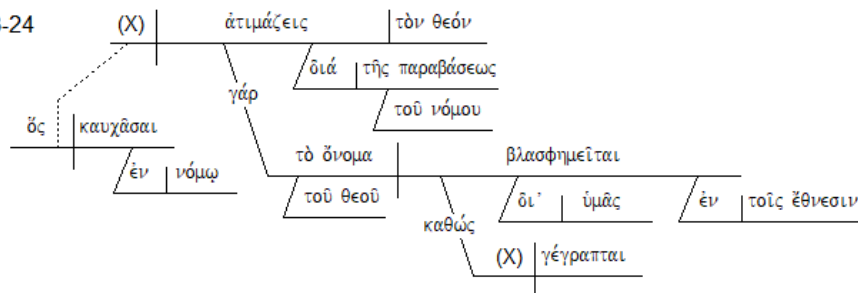 -24
(X) ἀτιμάζεις τὸν θεόν
διά τῆς παραβάσεως
γάρ
τοῦ νόμου
ὅς καυχᾶσαι
ἐν νόμῳ
τὸ ὄνομα βλασφημεῖται
τοῦ θεοῦ δι' ὑμᾶς ἐν τοῖς ἔθνεσιν
καθώς
(X) γέγραπται